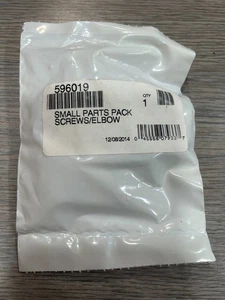 596019
QTY
1
SMALL PARTS PACK
SCREWS/ELBOW
12/08/2014